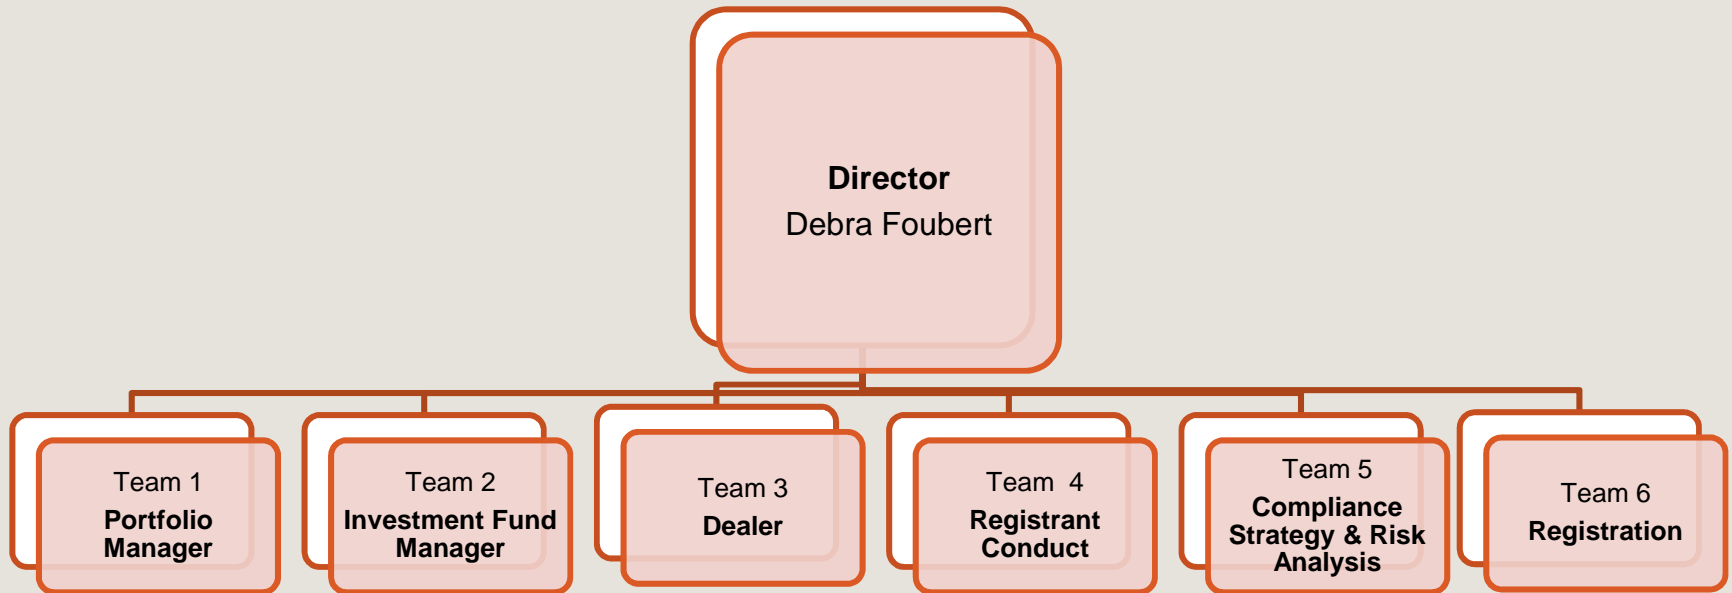 Director
Debra Foubert
Team 1
Portfolio
Manager
Team 2
Investment Fund
Manager
Team 3
Dealer
Team 4
Registrant
Conduct
Team 5
Compliance
Strategy & Risk
Analysis
Team 6
Registration